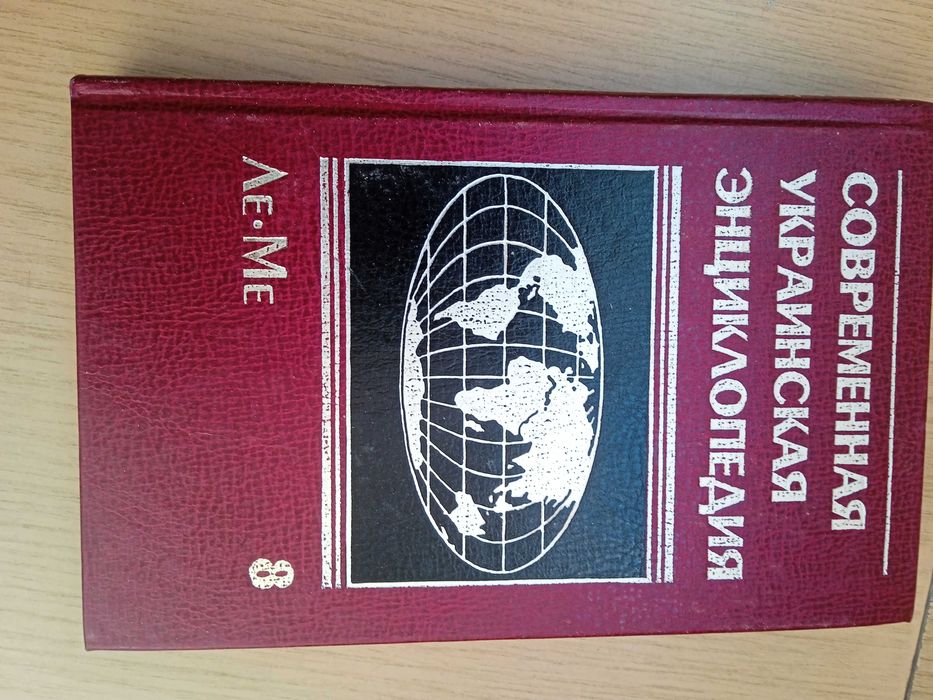 СОВРЕМЕННАЯ
УКРАИНСКАЯ
ЭНЦИКЛОПЕДИЯ
ЛЕ•МЕ
8